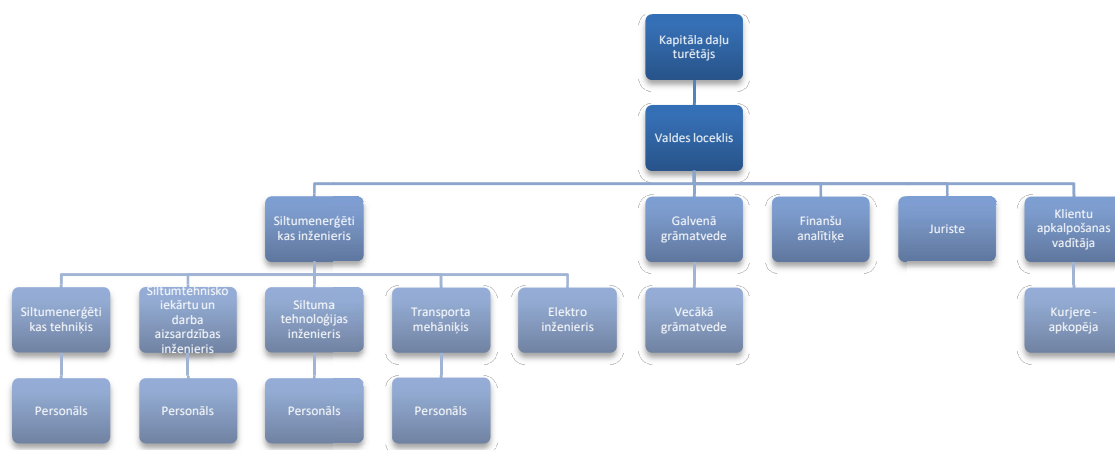 Kapitāla daļu
turētājs
Valdes loceklis
Siltumenerģēti
kas inženieris
Galvenā
grāmatvede
Finanšu
analītiķe
Juriste
Klientu
apkalpošanas
vadītāja
Siltumenerģēti
kas tehniķis
Siltumtehnisko
iekārtu un
darba
aizsardzības
inženieris
Siltuma
tehnoloģijas
inženieris
Transporta
mehāniķis
Elektro
inženieris
Vecākā
grāmatvede
Kurjere -
apkopēja
Personāls
Personāls
Personāls
Personāls